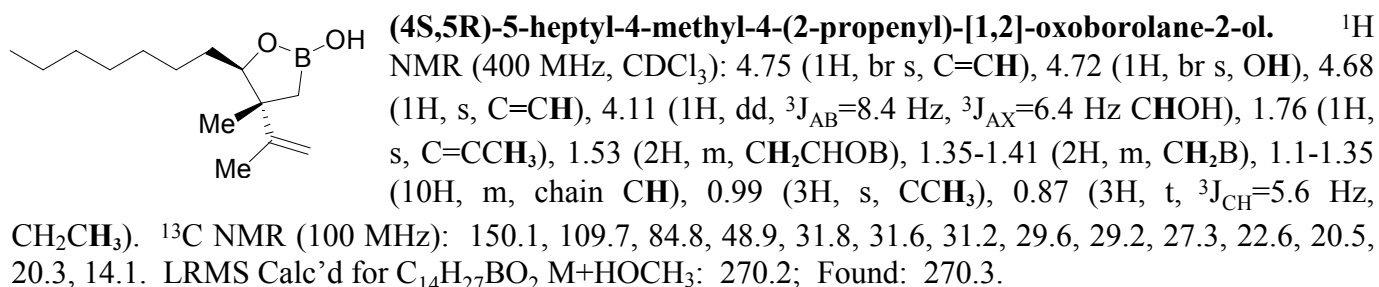 (4S,5R)-5-heptyl-4-methyl-4-(2-propenyl)-[1,2]-oxoborolane-2-ol. ¹H
NMR (400 MHz, CDCl₃): 4.75 (1H, br s, C=CH), 4.72 (1H, br s, OH), 4.68
(1H, s, C=CH), 4.11 (1H, dd, ³J_AB=8.4 Hz, ³J_AX=6.4 Hz CHOH), 1.76 (1H,
s, C=CCH₃), 1.53 (2H, m, CH₂CHOB), 1.35-1.41 (2H, m, CH₂B), 1.1-1.35
(10H, m, chain CH), 0.99 (3H, s, CCH₃), 0.87 (3H, t, ³J_CH=5.6 Hz,
CH₂CH₃). ¹³C NMR (100 MHz): 150.1, 109.7, 84.8, 48.9, 31.8, 31.6, 31.2, 29.6, 29.2, 27.3, 22.6, 20.5,
20.3, 14.1. LRMS Calc’d for C₁₄H₂₇BO₂ M+HOCH₃: 270.2; Found: 270.3.
O
B
OH
Me
Me